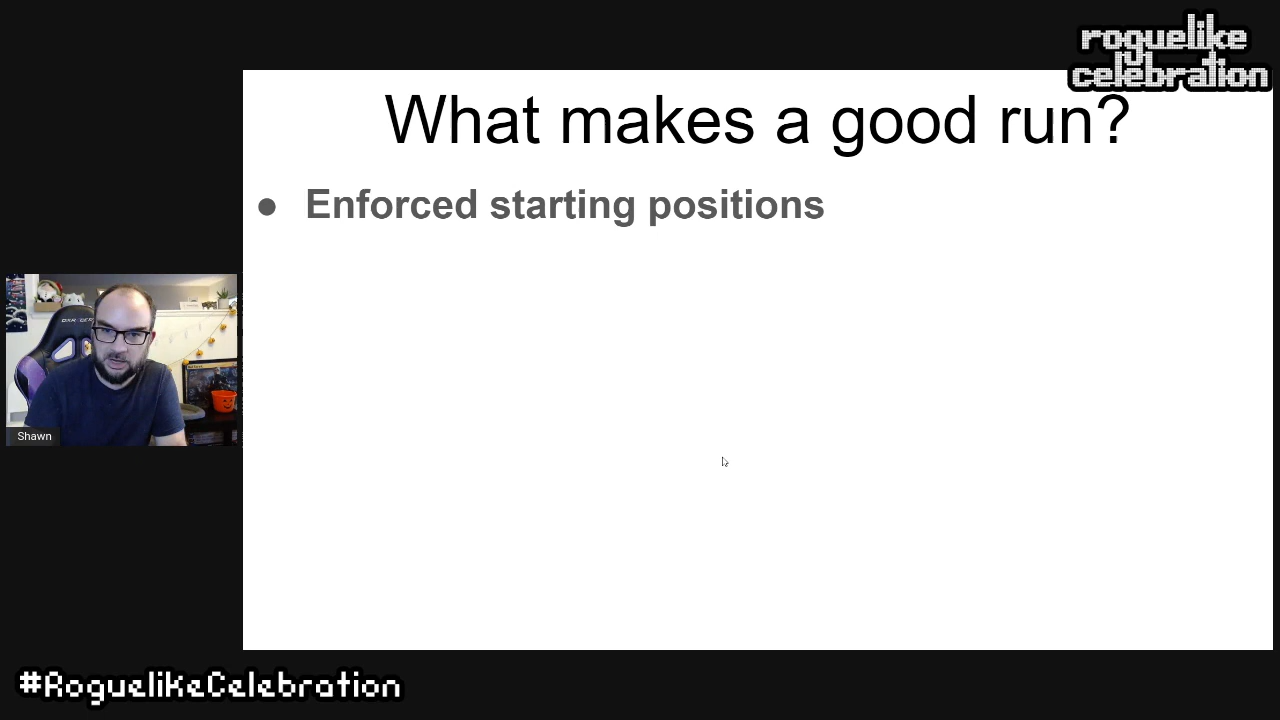 roguelike
celebration
What makes a good run?
● Enforced starting positions
Shawn
#RoguelikeCelebration